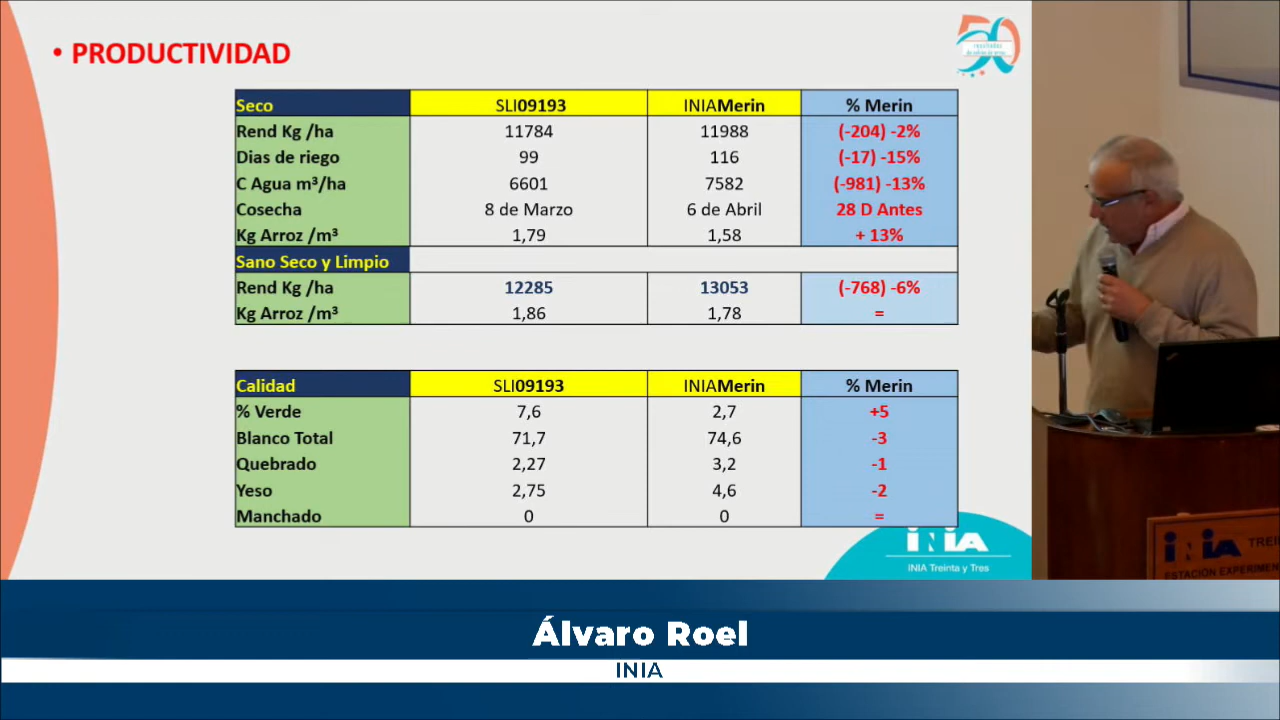 • PRODUCTIVIDAD
50
resultados
Seco SLI09193 INIAMerin % Merin
Rend Kg /ha 11784 11988 (-204) -2%
Dias de riego 99 116 (-17) -15%
C Agua m³/ha 6601 7582 (-981) -13%
Cosecha 8 de Marzo 6 de Abril 28 D Antes
Kg Arroz /m³ 1,79 1,58 + 13%
Sano Seco y Limpio
Rend Kg /ha 12285 13053 (-768) -6%
Kg Arroz /m³ 1,86 1,78 =
Calidad SLI09193 INIAMerin % Merin
% Verde 7,6 2,7 +5
Blanco Total 71,7 74,6 -3
Quebrado 2,27 3,2 -1
Yeso 2,75 4,6 -2
Manchado 0 0 =
INIA
INIA Treinta y Tres
INIA TREI
ESTACIÓN EXPERIMEN
Álvaro Roel
INIA